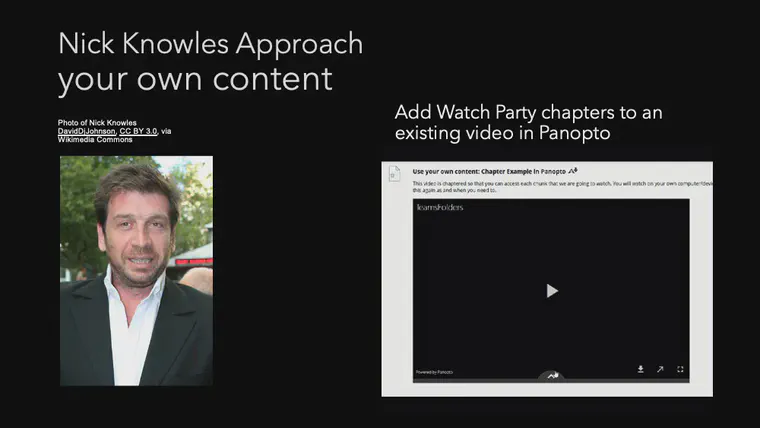 Nick Knowles Approach
your own content
Photo of Nick Knowles
DavidDjJohnson, CC BY 3.0, via
Wikimedia Commons
Add Watch Party chapters to an
existing video in Panopto
Use your own content: Chapter Example in Panopto
This video is chaptered so that you can access each chunk that we are going to watch. You will watch on your own computer/devi
this again as and when you need to.
TeamsFolders
Powered by Panopto